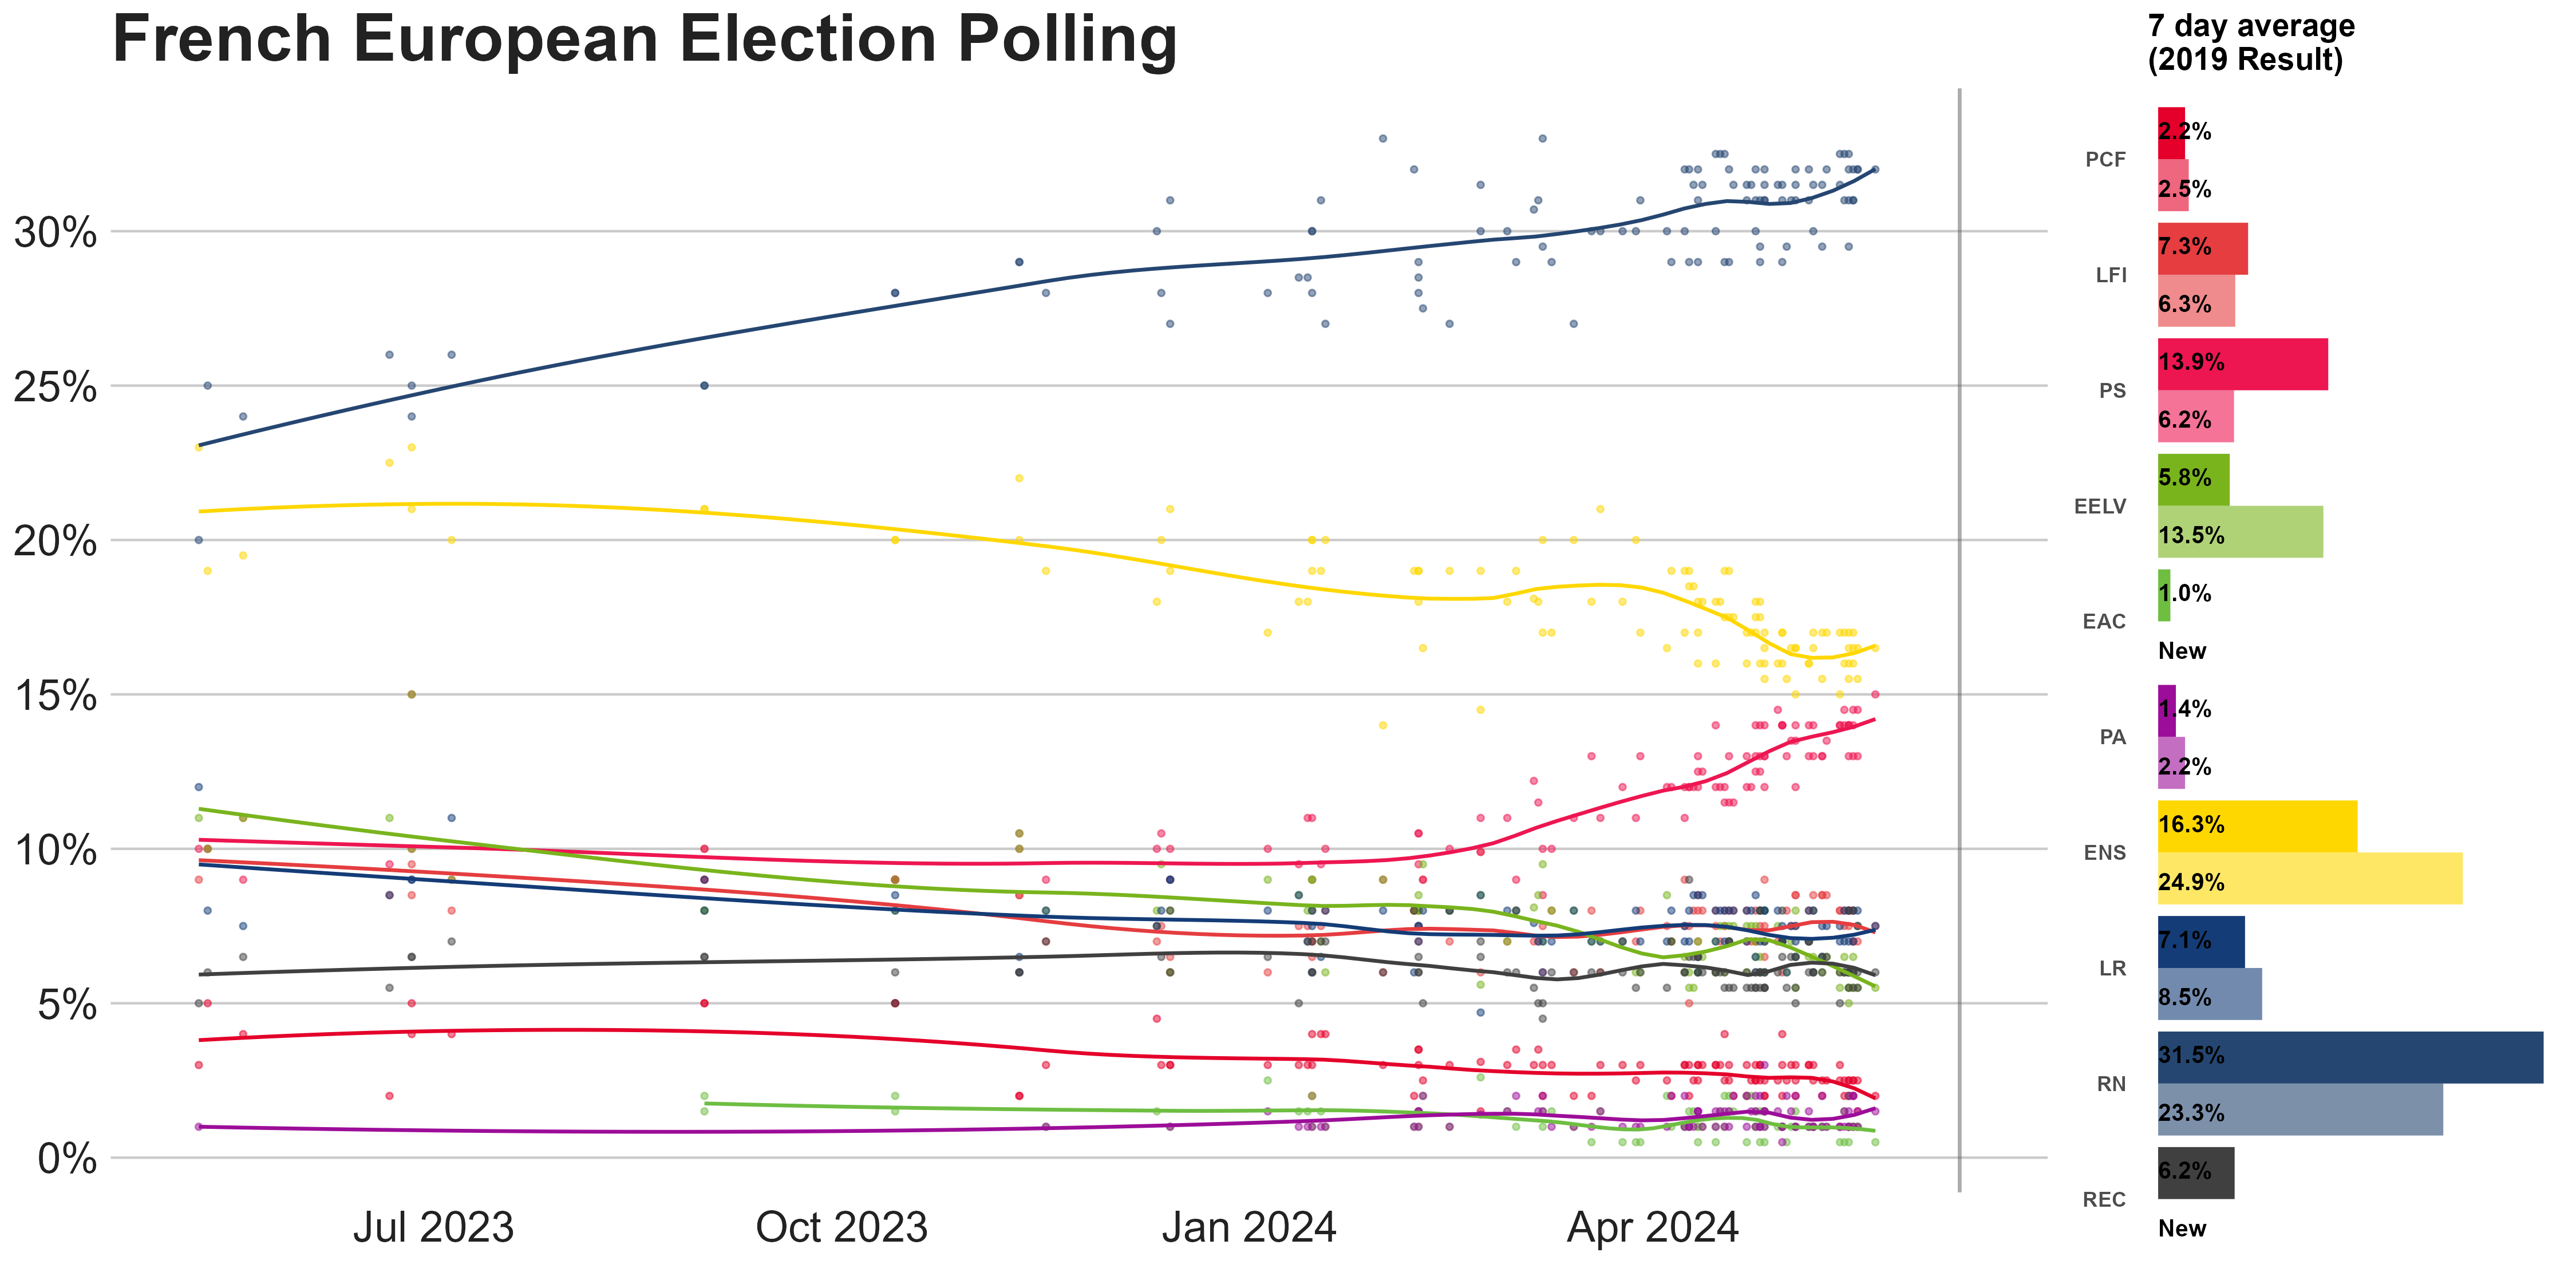 French European Election Polling
7 day average
(2019 Result)
30%
25%
20%
15%
10%
5%
0%
Jul 2023
Oct 2023
Jan 2024
Apr 2024
PCF
2.2%
2.5%
LFI
7.3%
6.3%
PS
13.9%
6.2%
EELV
5.8%
13.5%
EAC
1.0%
New
PA
1.4%
2.2%
ENS
16.3%
24.9%
LR
7.1%
8.5%
RN
31.5%
23.3%
REC
6.2%
New